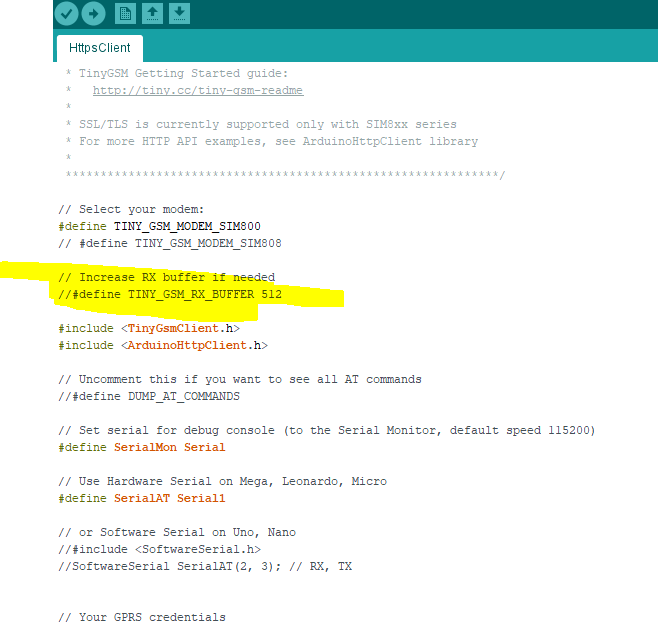 HttpsClient
* TinyGSM Getting Started guide:
*   http://tiny.cc/tiny-gsm-readme
*
* SSL/TLS is currently supported only with SIM8xx series
* For more HTTP API examples, see ArduinoHttpClient library
*
**************************************************************/
// Select your modem:
#define TINY_GSM_MODEM_SIM800
// #define TINY_GSM_MODEM_SIM808
// Increase RX buffer if needed
//#define TINY_GSM_RX_BUFFER 512
#include <TinyGsmClient.h>
#include <ArduinoHttpClient.h>
// Uncomment this if you want to see all AT commands
//#define DUMP_AT_COMMANDS
// Set serial for debug console (to the Serial Monitor, default speed 115200)
#define SerialMon Serial
// Use Hardware Serial on Mega, Leonardo, Micro
#define SerialAT Serial1
// or Software Serial on Uno, Nano
//#include <SoftwareSerial.h>
//SoftwareSerial SerialAT(2, 3); // RX, TX
// Your GPRS credentials